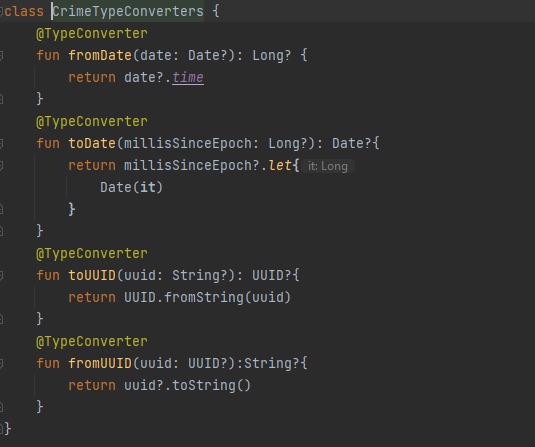 class CrimeTypeConverters {
    @TypeConverter
    fun fromDate(date: Date?): Long? {
        return date?.time
    }
    @TypeConverter
    fun toDate(millisSinceEpoch: Long?): Date?{
        return millisSinceEpoch?.let{ it: Long
            Date(it)
        }
    }
    @TypeConverter
    fun toUUID(uuid: String?): UUID?{
        return UUID.fromString(uuid)
    }
    @TypeConverter
    fun fromUUID(uuid: UUID?):String?{
        return uuid?.toString()
    }
}